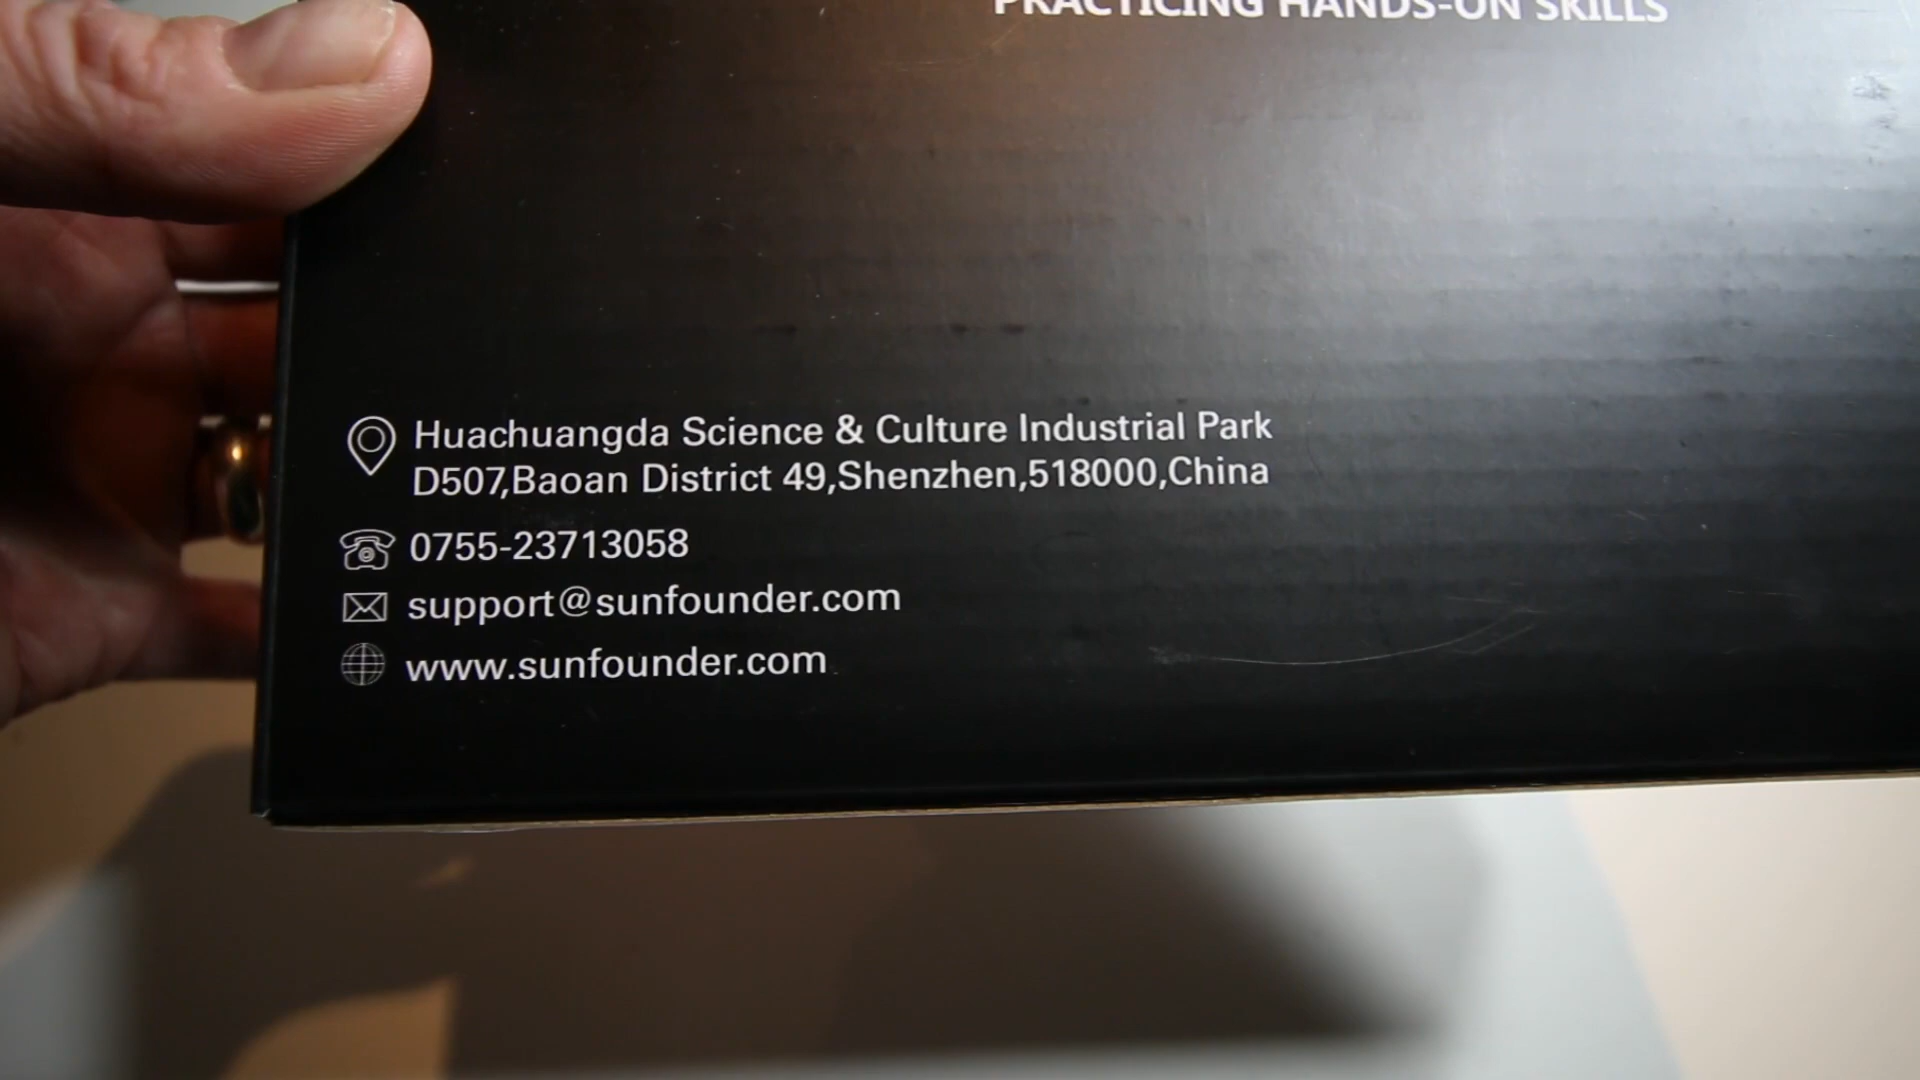 PRACTICING HANDS-ON SKILLS
Huachuangda Science & Culture Industrial Park
D507,Baoan District 49,Shenzhen,518000,China
0755-23713058
support@sunfounder.com
www.sunfounder.com